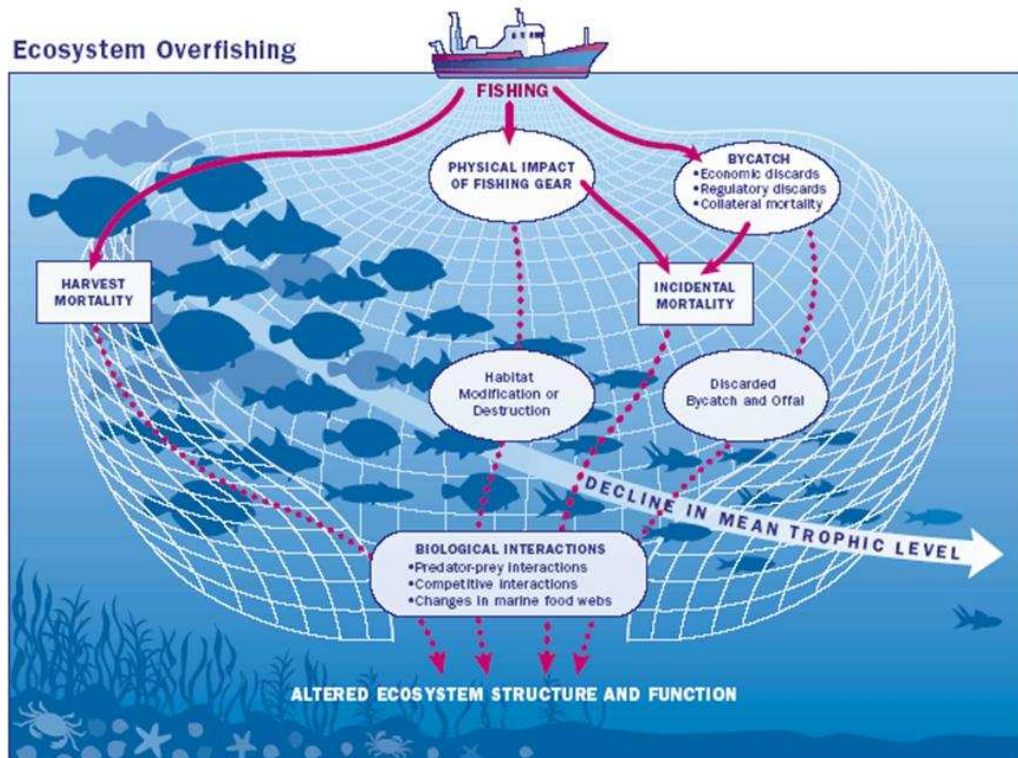 Ecosystem Overfishing
FISHING
PHYSICAL IMPACT
OF FISHING GEAR
BYCATCH
•Economic discards
•Regulatory discards
•Collateral mortality
HARVEST
MORTALITY
INCIDENTAL
MORTALITY
Habitat
Modification or
Destruction
Discarded
Bycatch and Offal
DECLINE IN MEAN TROPHIC LEVEL
BIOLOGICAL INTERACTIONS
•Predator-prey interactions
•Competitive interactions
•Changes in marine food webs
ALTERED ECOSYSTEM STRUCTURE AND FUNCTION